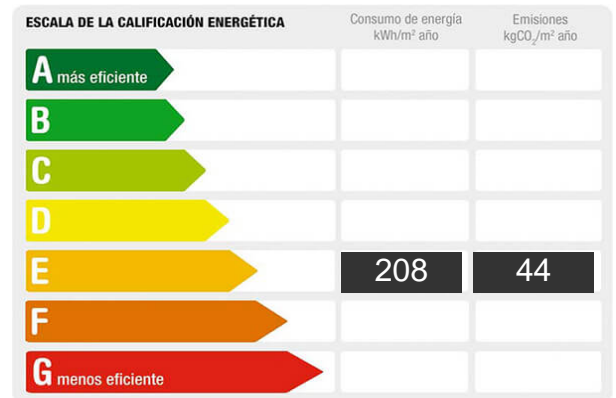 ESCALA DE LA CALIFICACIÓN ENERGÉTICA
Consumo de energía
kWh/m² año
Emisiones
kgCO₂/m² año
A más eficiente
B
C
D
E 208 44
F
G menos eficiente